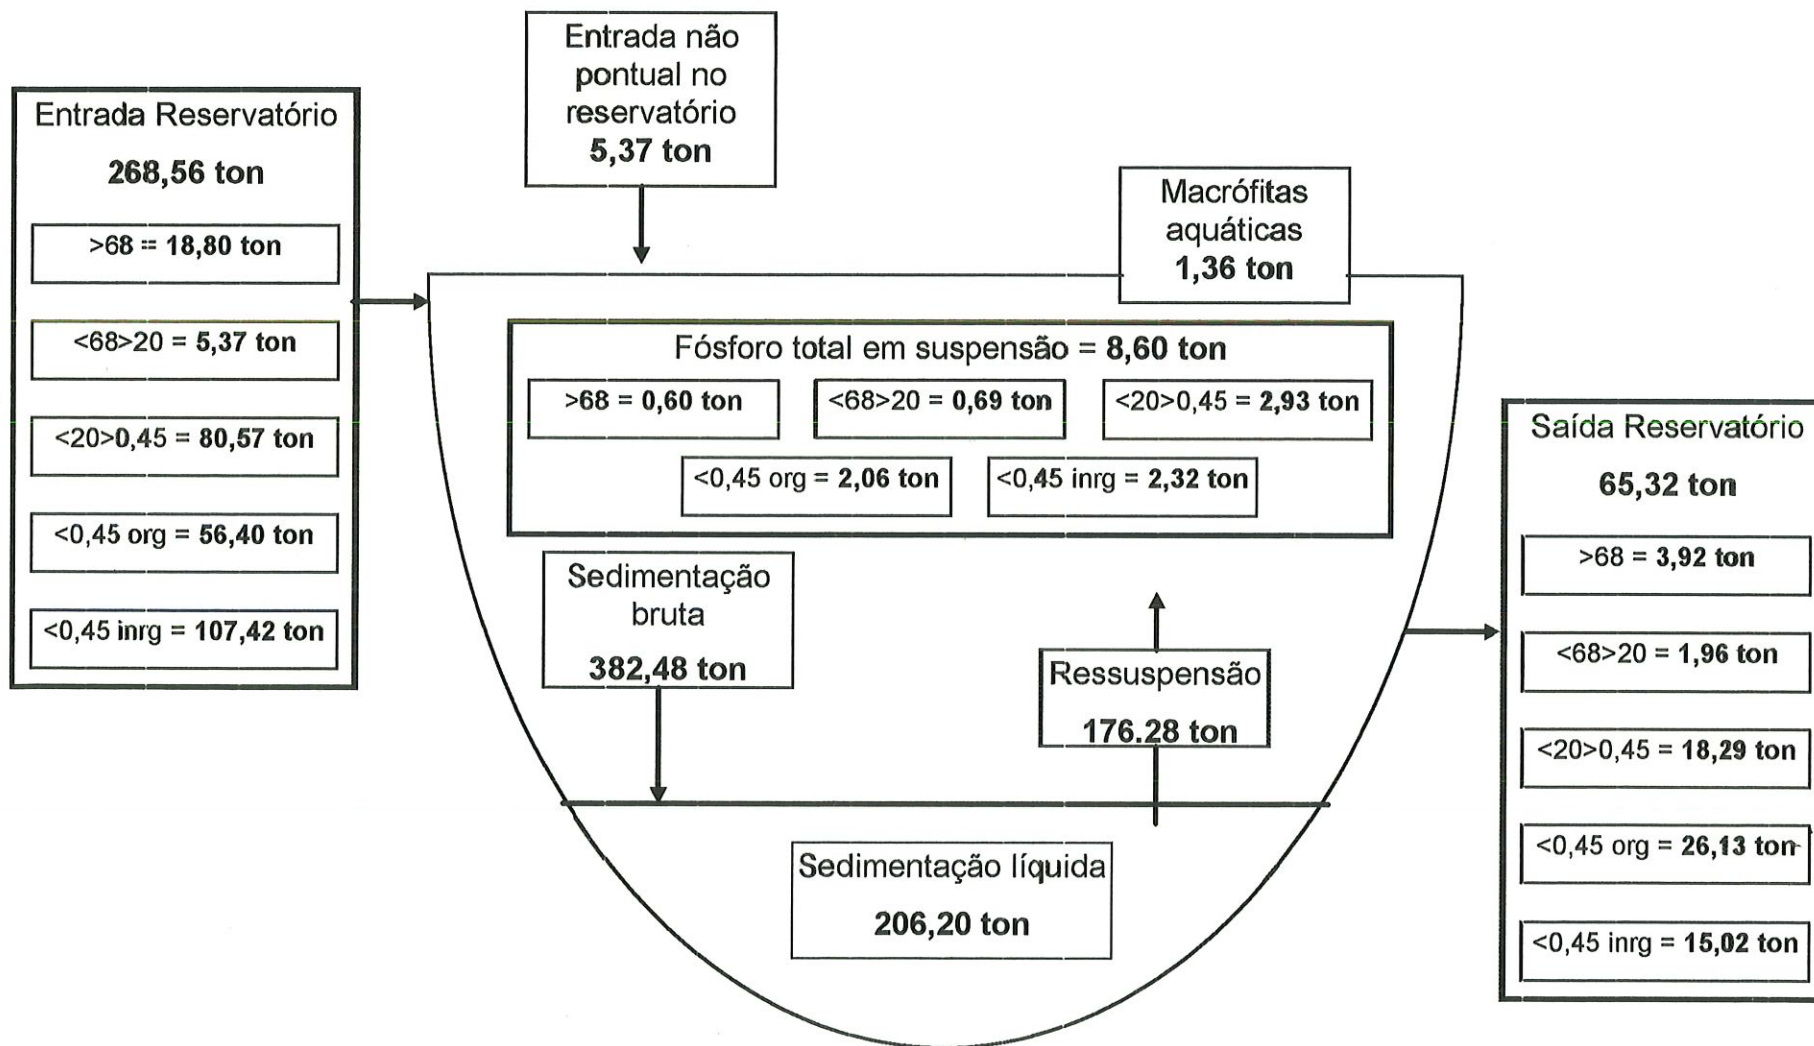 Entrada não
pontual no
reservatório
5,37 ton
Entrada Reservatório
268,56 ton
>68 = 18,80 ton
<68>20 = 5,37 ton
<20>0,45 = 80,57 ton
<0,45 org = 56,40 ton
<0,45 inrg = 107,42 ton
Macrófitas
aquáticas
1,36 ton
Fósforo total em suspensão = 8,60 ton
>68 = 0,60 ton
<68>20 = 0,69 ton
<20>0,45 = 2,93 ton
<0,45 org = 2,06 ton
<0,45 inrg = 2,32 ton
Sedimentação
bruta
382,48 ton
Ressuspensão
176.28 ton
Sedimentação líquida
206,20 ton
Saída Reservatório
65,32 ton
>68 = 3,92 ton
<68>20 = 1,96 ton
<20>0,45 = 18,29 ton
<0,45 org = 26,13 ton
<0,45 inrg = 15,02 ton